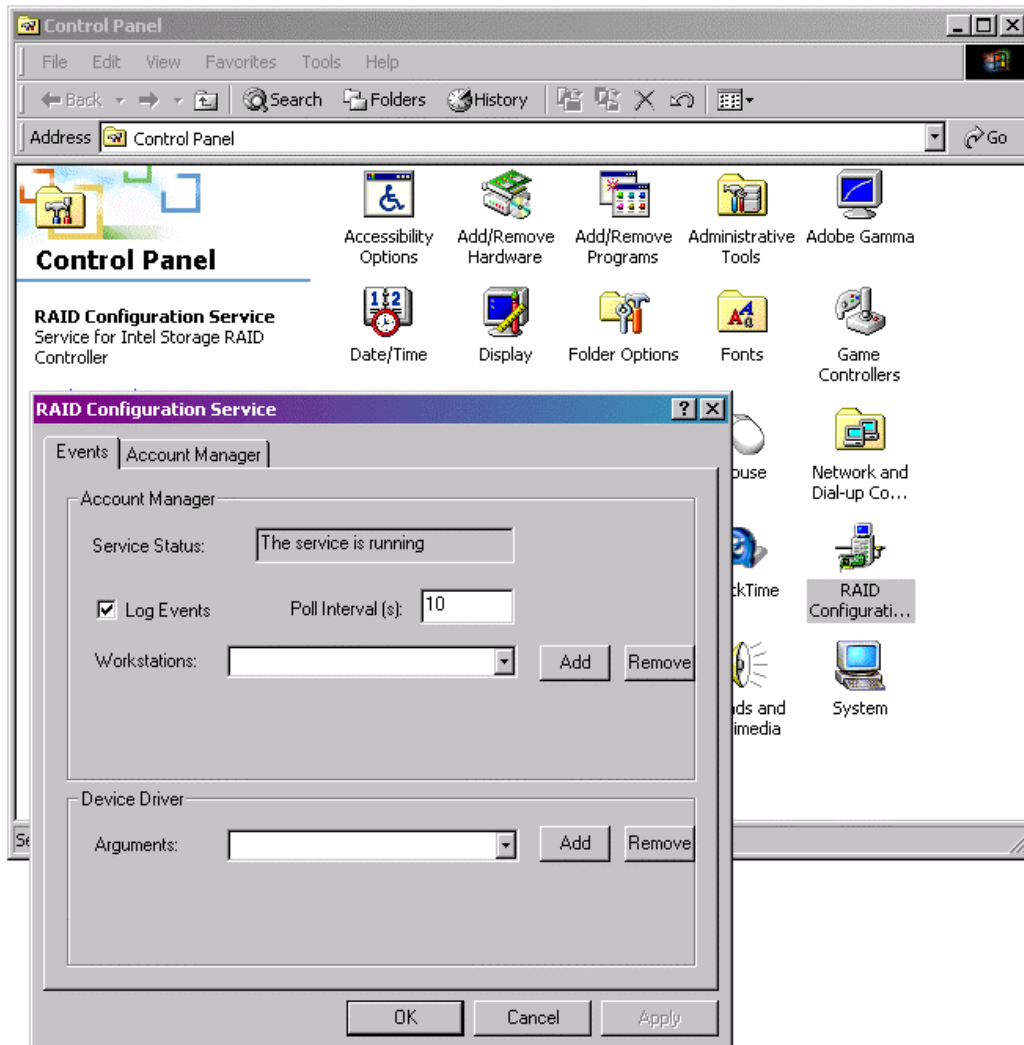 Control Panel
File Edit View Favorites Tools Help
Back Search Folders History
Address Control Panel Go
Control Panel
RAID Configuration Service
Service for Intel Storage RAID
Controller
Accessibility
Options
Add/Remove
Hardware
Add/Remove
Programs
Administrative
Tools
Adobe Gamma
Date/Time
Display
Folder Options
Fonts
Game
Controllers
ouse
Network and
Dial-up Co...
ckTime
RAID
Configurati...
ds and
imedia
System
RAID Configuration Service
Events Account Manager
Account Manager
Service Status: The service is running
Log Events Poll Interval (s): 10
Workstations: Add Remove
Device Driver
Arguments: Add Remove
OK Cancel Apply
Se